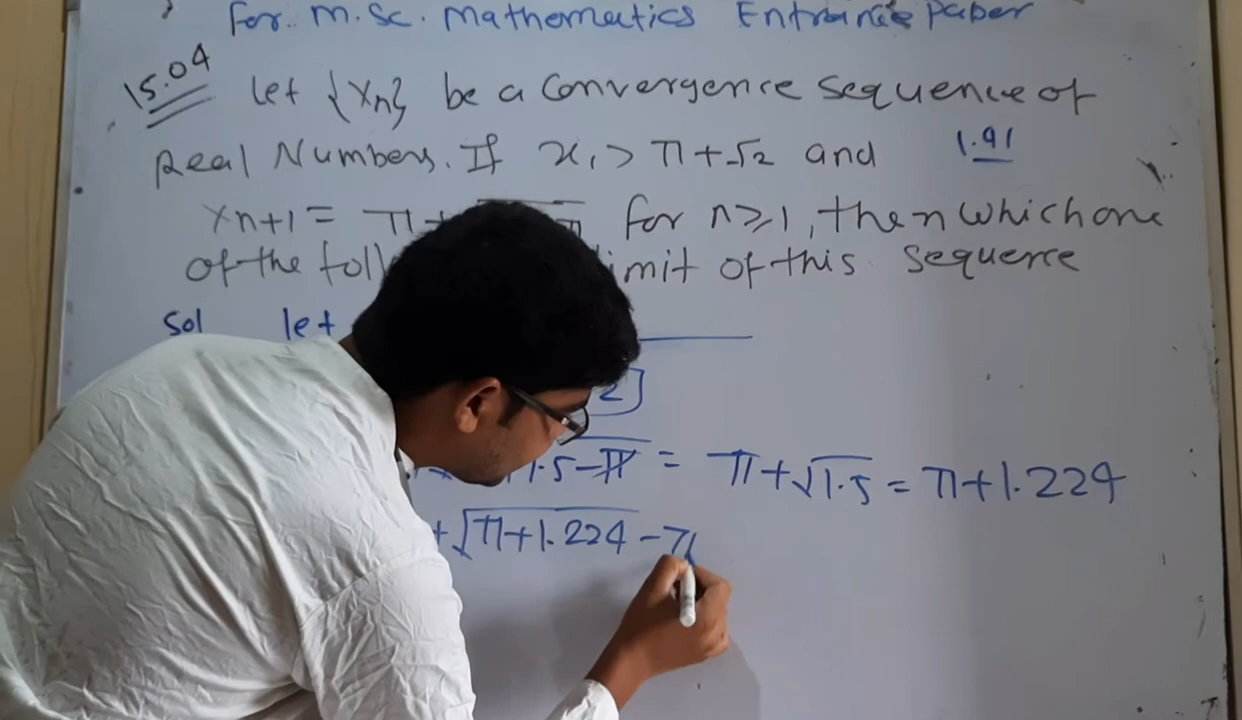 For M.Sc. Mathematics Entrance Paper
15.04 Let {xn} be a Convergence Sequence of
Real Numbers. If x1 > π + √2 and 1.91
xn+1 = π + for n≥1, then which one
of the limit of this Sequence
Sol let
2]
1.5-π = π+√1.5 = π+1.224
+√π+1.224 - π